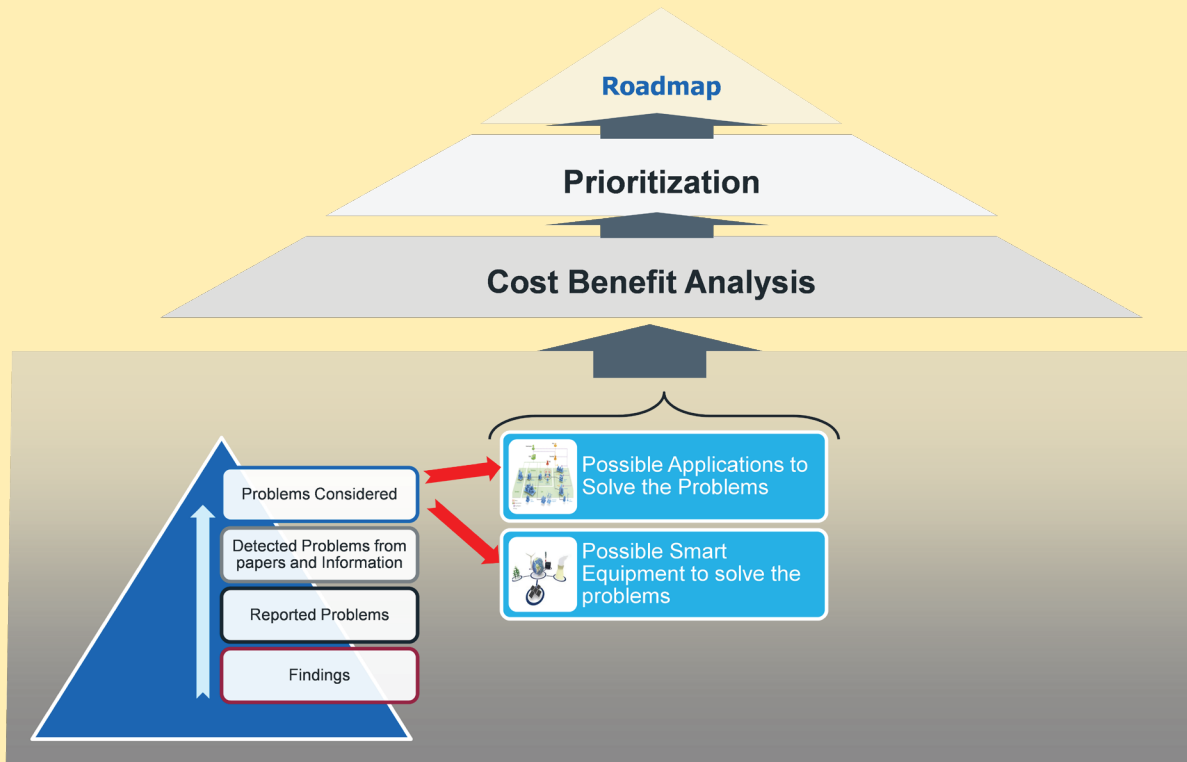 Roadmap
Prioritization
Cost Benefit Analysis
Possible Applications to
Solve the Problems
Possible Smart
Equipment to solve the
problems
Problems Considered
Detected Problems from
papers and Information
Reported Problems
Findings